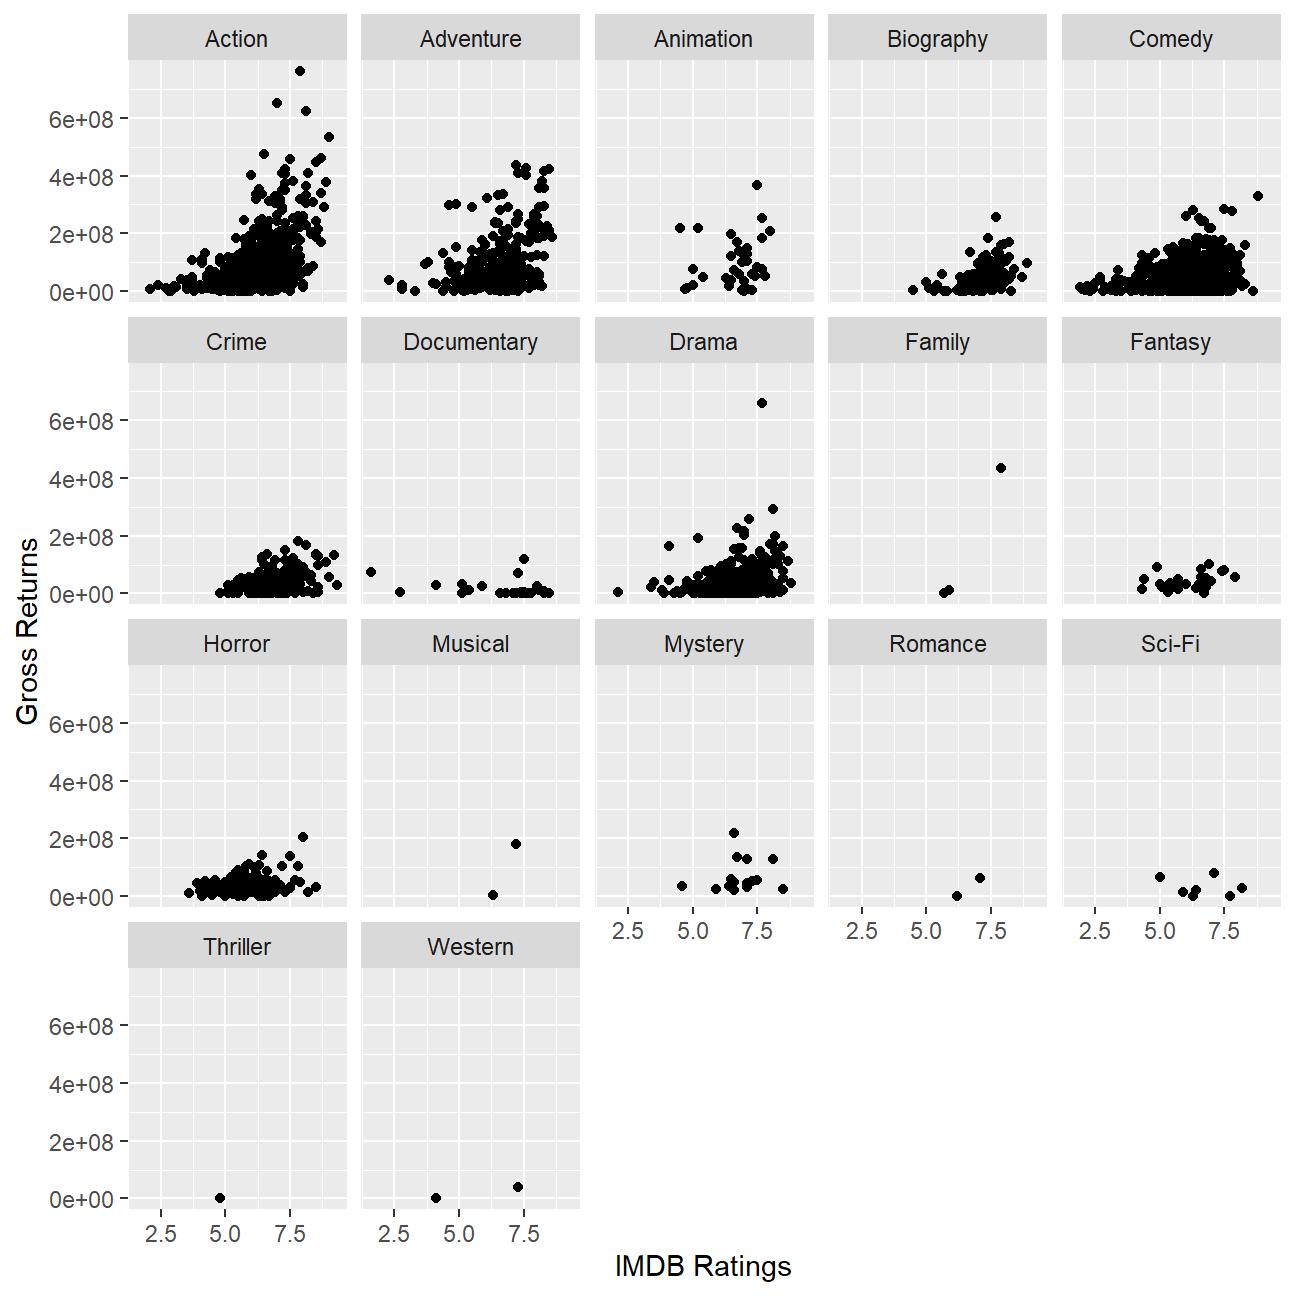 Action Adventure Animation Biography Comedy
6e+08
4e+08
2e+08
0e+00
Crime Documentary Drama Family Fantasy
6e+08
4e+08
2e+08
0e+00
Horror Musical Mystery Romance Sci-Fi
6e+08
4e+08
2e+08
0e+00
2.5 5.0 7.5 2.5 5.0 7.5 2.5 5.0 7.5
Thriller Western
6e+08
4e+08
2e+08
0e+00
2.5 5.0 7.5 2.5 5.0 7.5
IMDB Ratings
Gross Returns